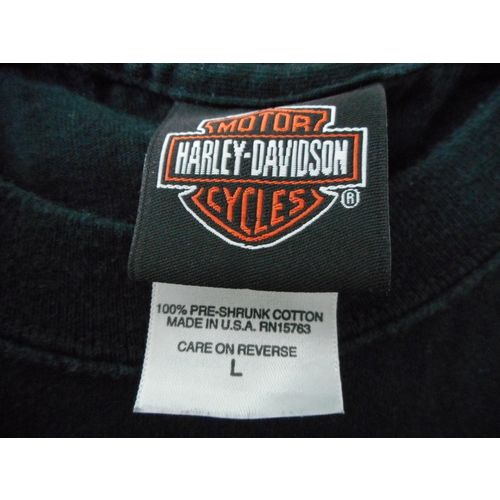 MOTOR
HARLEY-DAVIDSON
CYCLES
®
100% PRE-SHRUNK COTTON
MADE IN U.S.A. RN15763
CARE ON REVERSE
L